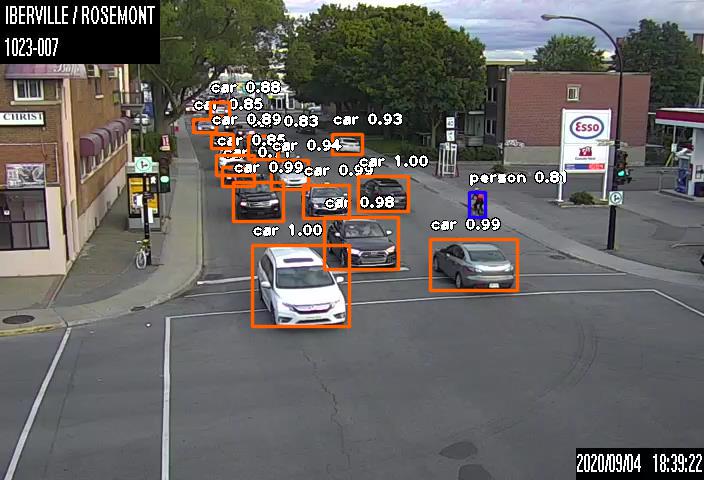 IBERVILLE / ROSEMONT
1023-007
CHRIST
car 0.88
car 0.85
car 0.89
0.83
car 0.93
car 0.85
car 0.94
car 1.00
car 0.99
car 0.99
person 0.81
car 0.98
car 0.99
car 1.00
Esso
2020/09/04 18:39:22